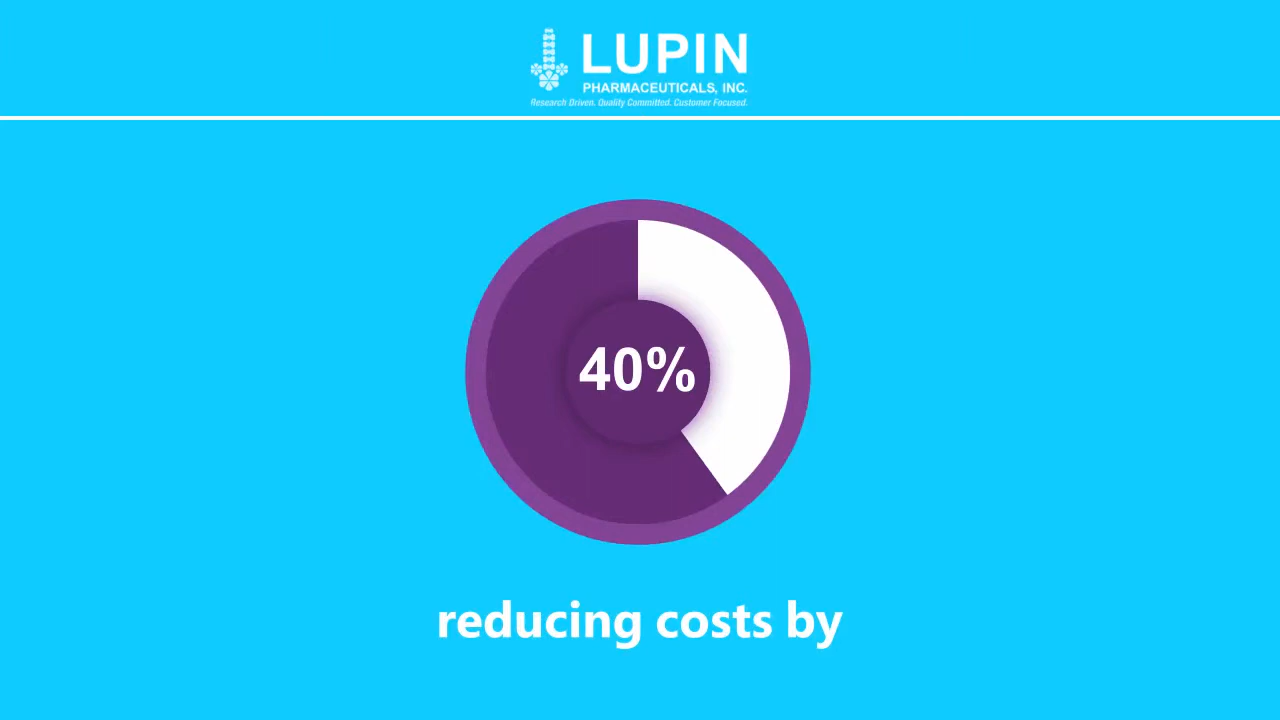 LUPIN
PHARMACEUTICALS, INC.
Research Driven. Quality Committed. Customer Focused.
40%
reducing costs by